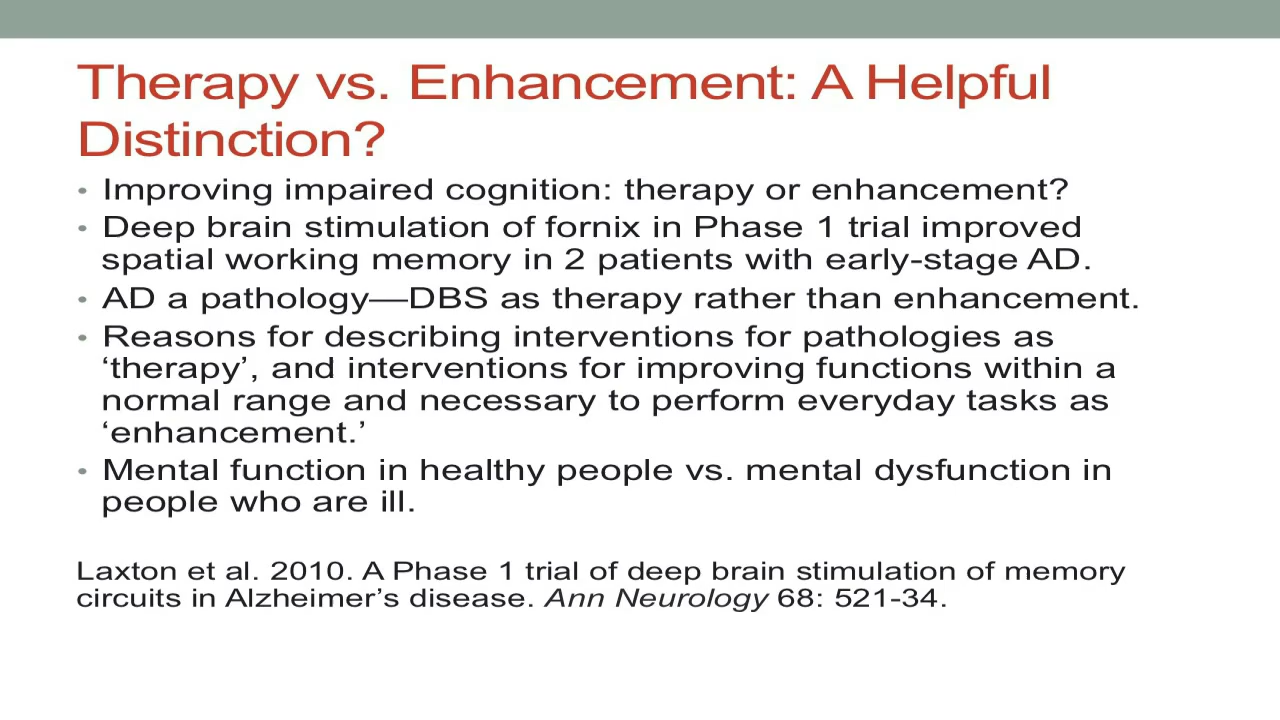 Therapy vs. Enhancement: A Helpful
Distinction?
• Improving impaired cognition: therapy or enhancement?
• Deep brain stimulation of fornix in Phase 1 trial improved
spatial working memory in 2 patients with early-stage AD.
• AD a pathology—DBS as therapy rather than enhancement.
• Reasons for describing interventions for pathologies as
‘therapy’, and interventions for improving functions within a
normal range and necessary to perform everyday tasks as
‘enhancement.’
• Mental function in healthy people vs. mental dysfunction in
people who are ill.
Laxton et al. 2010. A Phase 1 trial of deep brain stimulation of memory
circuits in Alzheimer’s disease. Ann Neurology 68: 521-34.